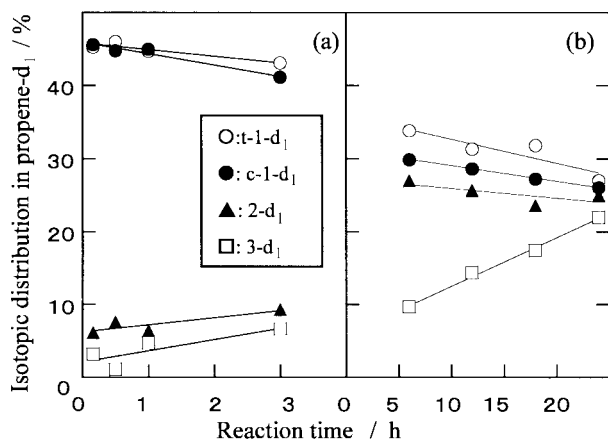 Isotopic distribution in propene-d₁ / %
40
30
20
10
0
(a)
(b)
○:t-1-d₁
●: c-1-d₁
▲: 2-d₁
□: 3-d₁
0 1 2 3 0 5 10 15 20
Reaction time / h